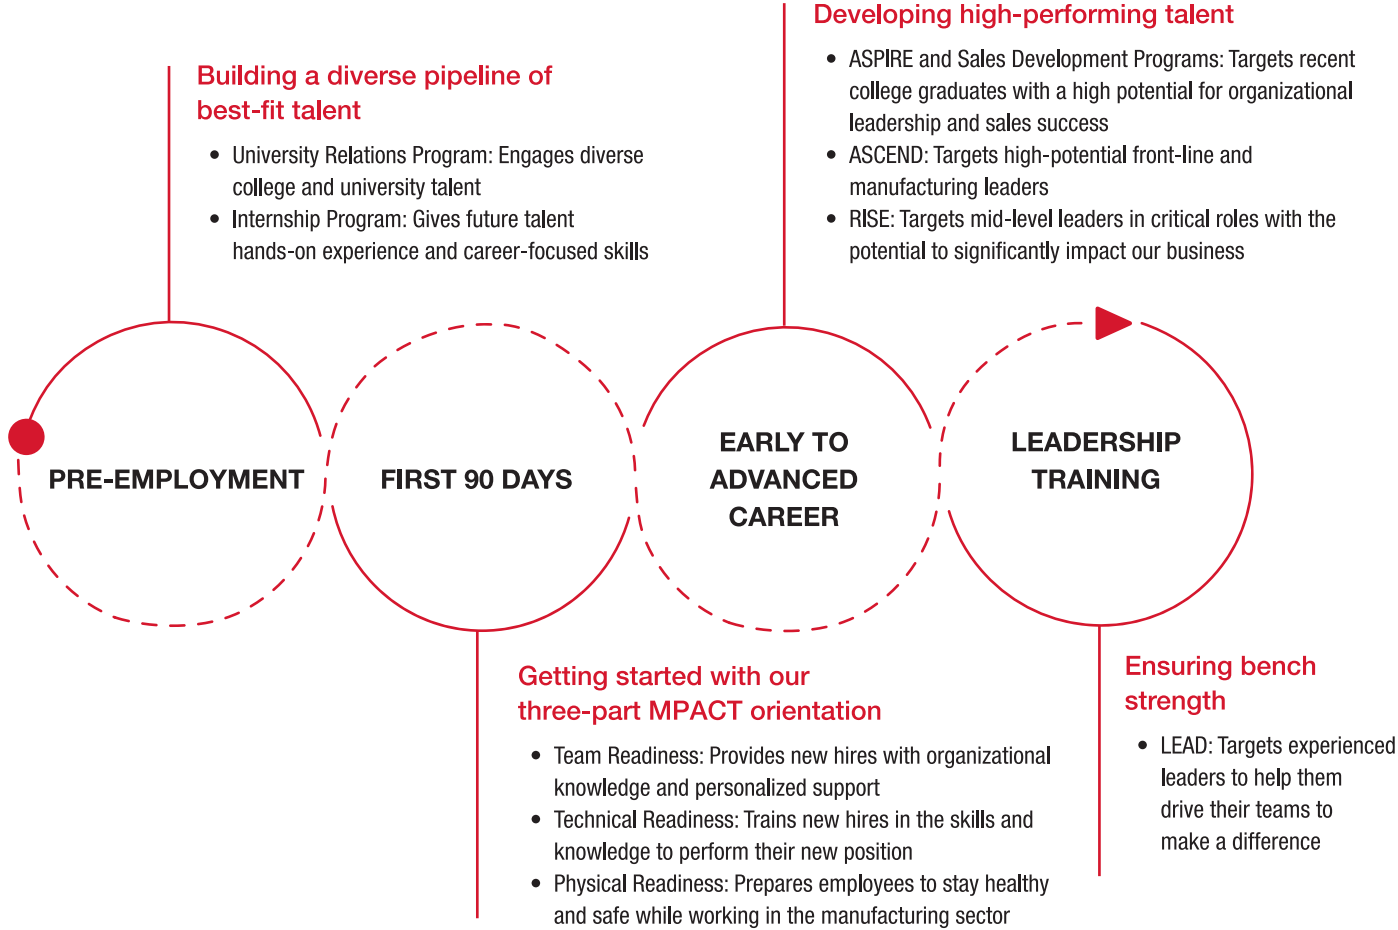 Building a diverse pipeline of
best-fit talent
• University Relations Program: Engages diverse
college and university talent
• Internship Program: Gives future talent
hands-on experience and career-focused skills
Developing high-performing talent
• ASPIRE and Sales Development Programs: Targets recent
college graduates with a high potential for organizational
leadership and sales success
• ASCEND: Targets high-potential front-line and
manufacturing leaders
• RISE: Targets mid-level leaders in critical roles with the
potential to significantly impact our business
PRE-EMPLOYMENT
FIRST 90 DAYS
EARLY TO
ADVANCED
CAREER
LEADERSHIP
TRAINING
Getting started with our
three-part MPACT orientation
• Team Readiness: Provides new hires with organizational
knowledge and personalized support
• Technical Readiness: Trains new hires in the skills and
knowledge to perform their new position
• Physical Readiness: Prepares employees to stay healthy
and safe while working in the manufacturing sector
Ensuring bench
strength
• LEAD: Targets experienced
leaders to help them
drive their teams to
make a difference